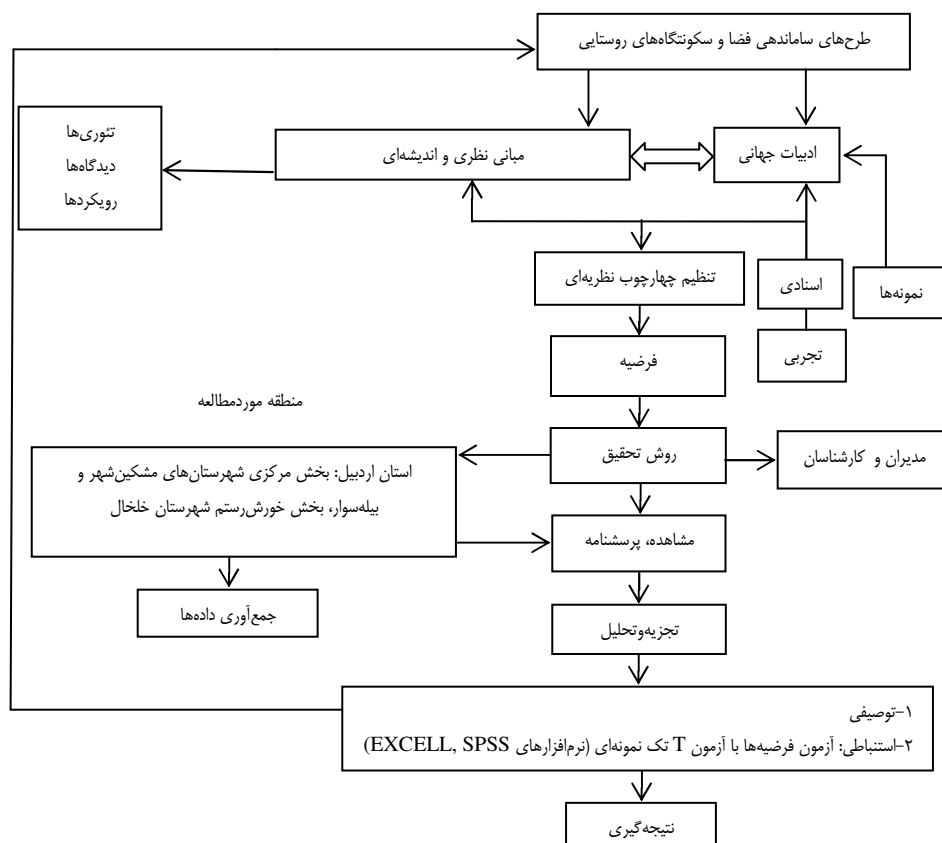 طرح‌های ساماندهی فضا و سکونتگاه‌های روستایی
تئوری‌ها
دیدگاه‌ها
رویکردها
مبانی نظری و اندیشه‌ای
ادبیات جهانی
تنظیم چهارچوب نظریه‌ای
اسنادی
نمونه‌ها
تجربی
فرضیه
منطقه موردمطالعه
روش تحقیق
مدیران و کارشناسان
استان اردبیل: بخش مرکزی شهرستان‌های مشکین‌شهر و
بیله‌سوار، بخش خورش‌رستم شهرستان خلخال
مشاهده، پرسشنامه
جمع‌آوری داده‌ها
تجزیه‌وتحلیل
۱-توصیفی
۲-استنباطی: آزمون فرضیه‌ها با آزمون T تک نمونه‌ای (نرم‌افزارهای EXCELL, SPSS)
نتیجه‌گیری